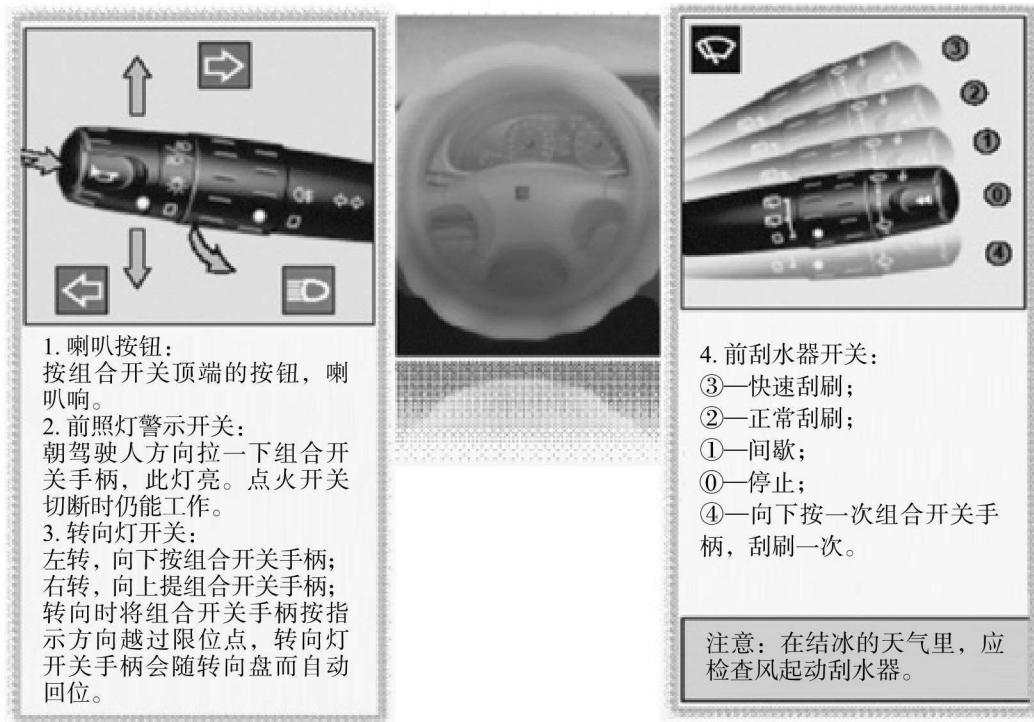 1. 喇叭按钮：
按组合开关顶端的按钮，喇
叭响。
2. 前照灯警示开关：
朝驾驶人方向拉一下组合开
关手柄，此灯亮。点火开关
切断时仍能工作。
3. 转向灯开关：
左转，向下按组合开关手柄；
右转，向上提组合开关手柄；
转向时将组合开关手柄按指
示方向越过限位点，转向灯
开关手柄会随转向盘而自动
回位。
③
②
①
⓪
④
4. 前刮水器开关：
③—快速刮刷；
②—正常刮刷；
①—间歇；
⓪—停止；
④—向下按一次组合开关手
柄，刮刷一次。
注意：在结冰的天气里，应
检查风起动刮水器。